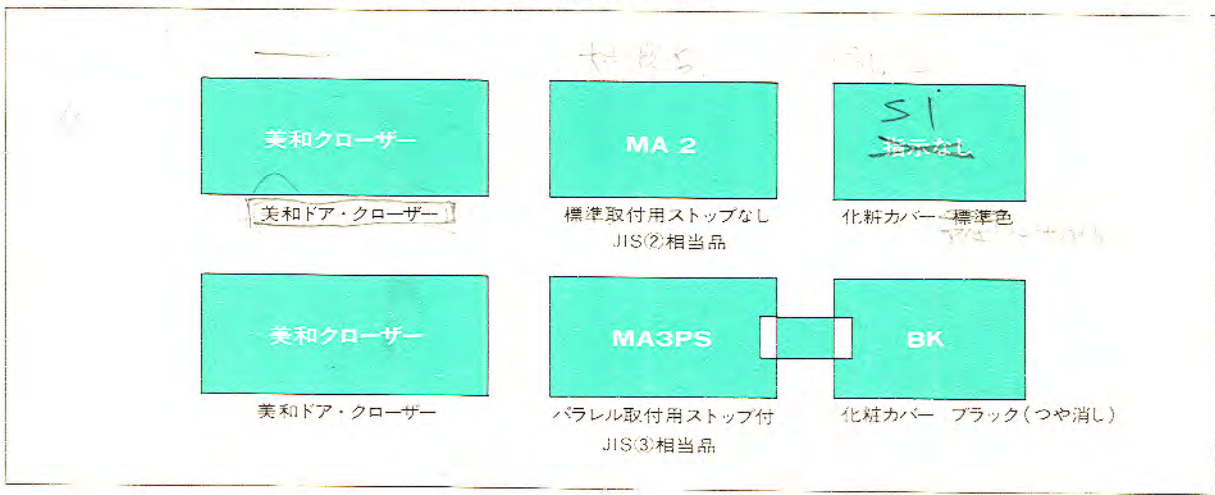 美和クローザー
MA 2
SI
指示なし
美和ドア・クローザー
標準取付用ストップなし
JIS②相当品
化粧カバー 標準色
美和クローザー
MA3PS
BK
美和ドア・クローザー
パラレル取付用ストップ付
JIS③相当品
化粧カバー ブラック(つや消し)